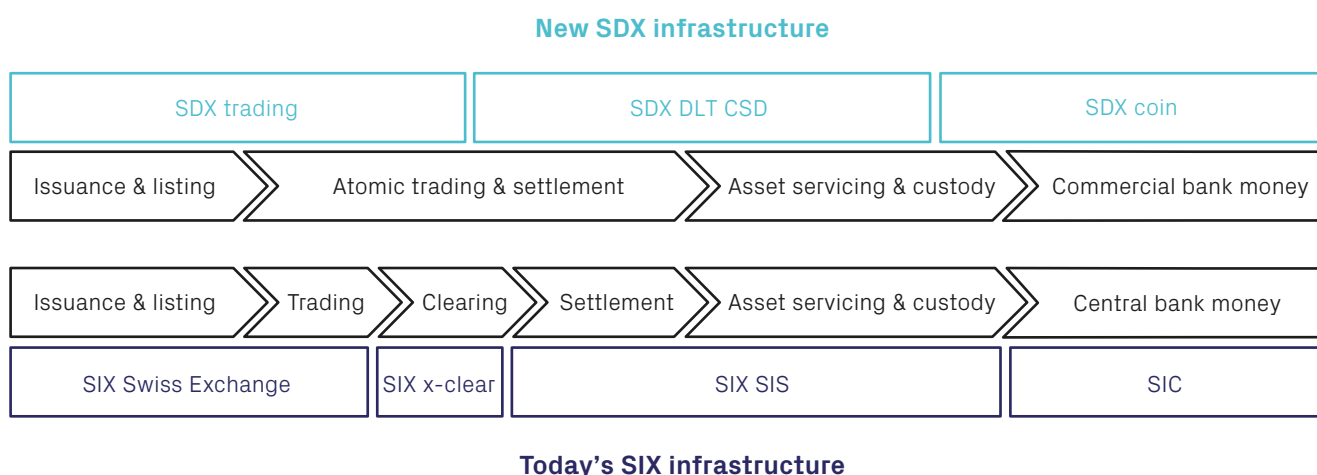 New SDX infrastructure
SDX trading SDX DLT CSD SDX coin
Issuance & listing Atomic trading & settlement Asset servicing & custody Commercial bank money
Issuance & listing Trading Clearing Settlement Asset servicing & custody Central bank money
SIX Swiss Exchange SIX x-clear SIX SIS SIC
Today's SIX infrastructure